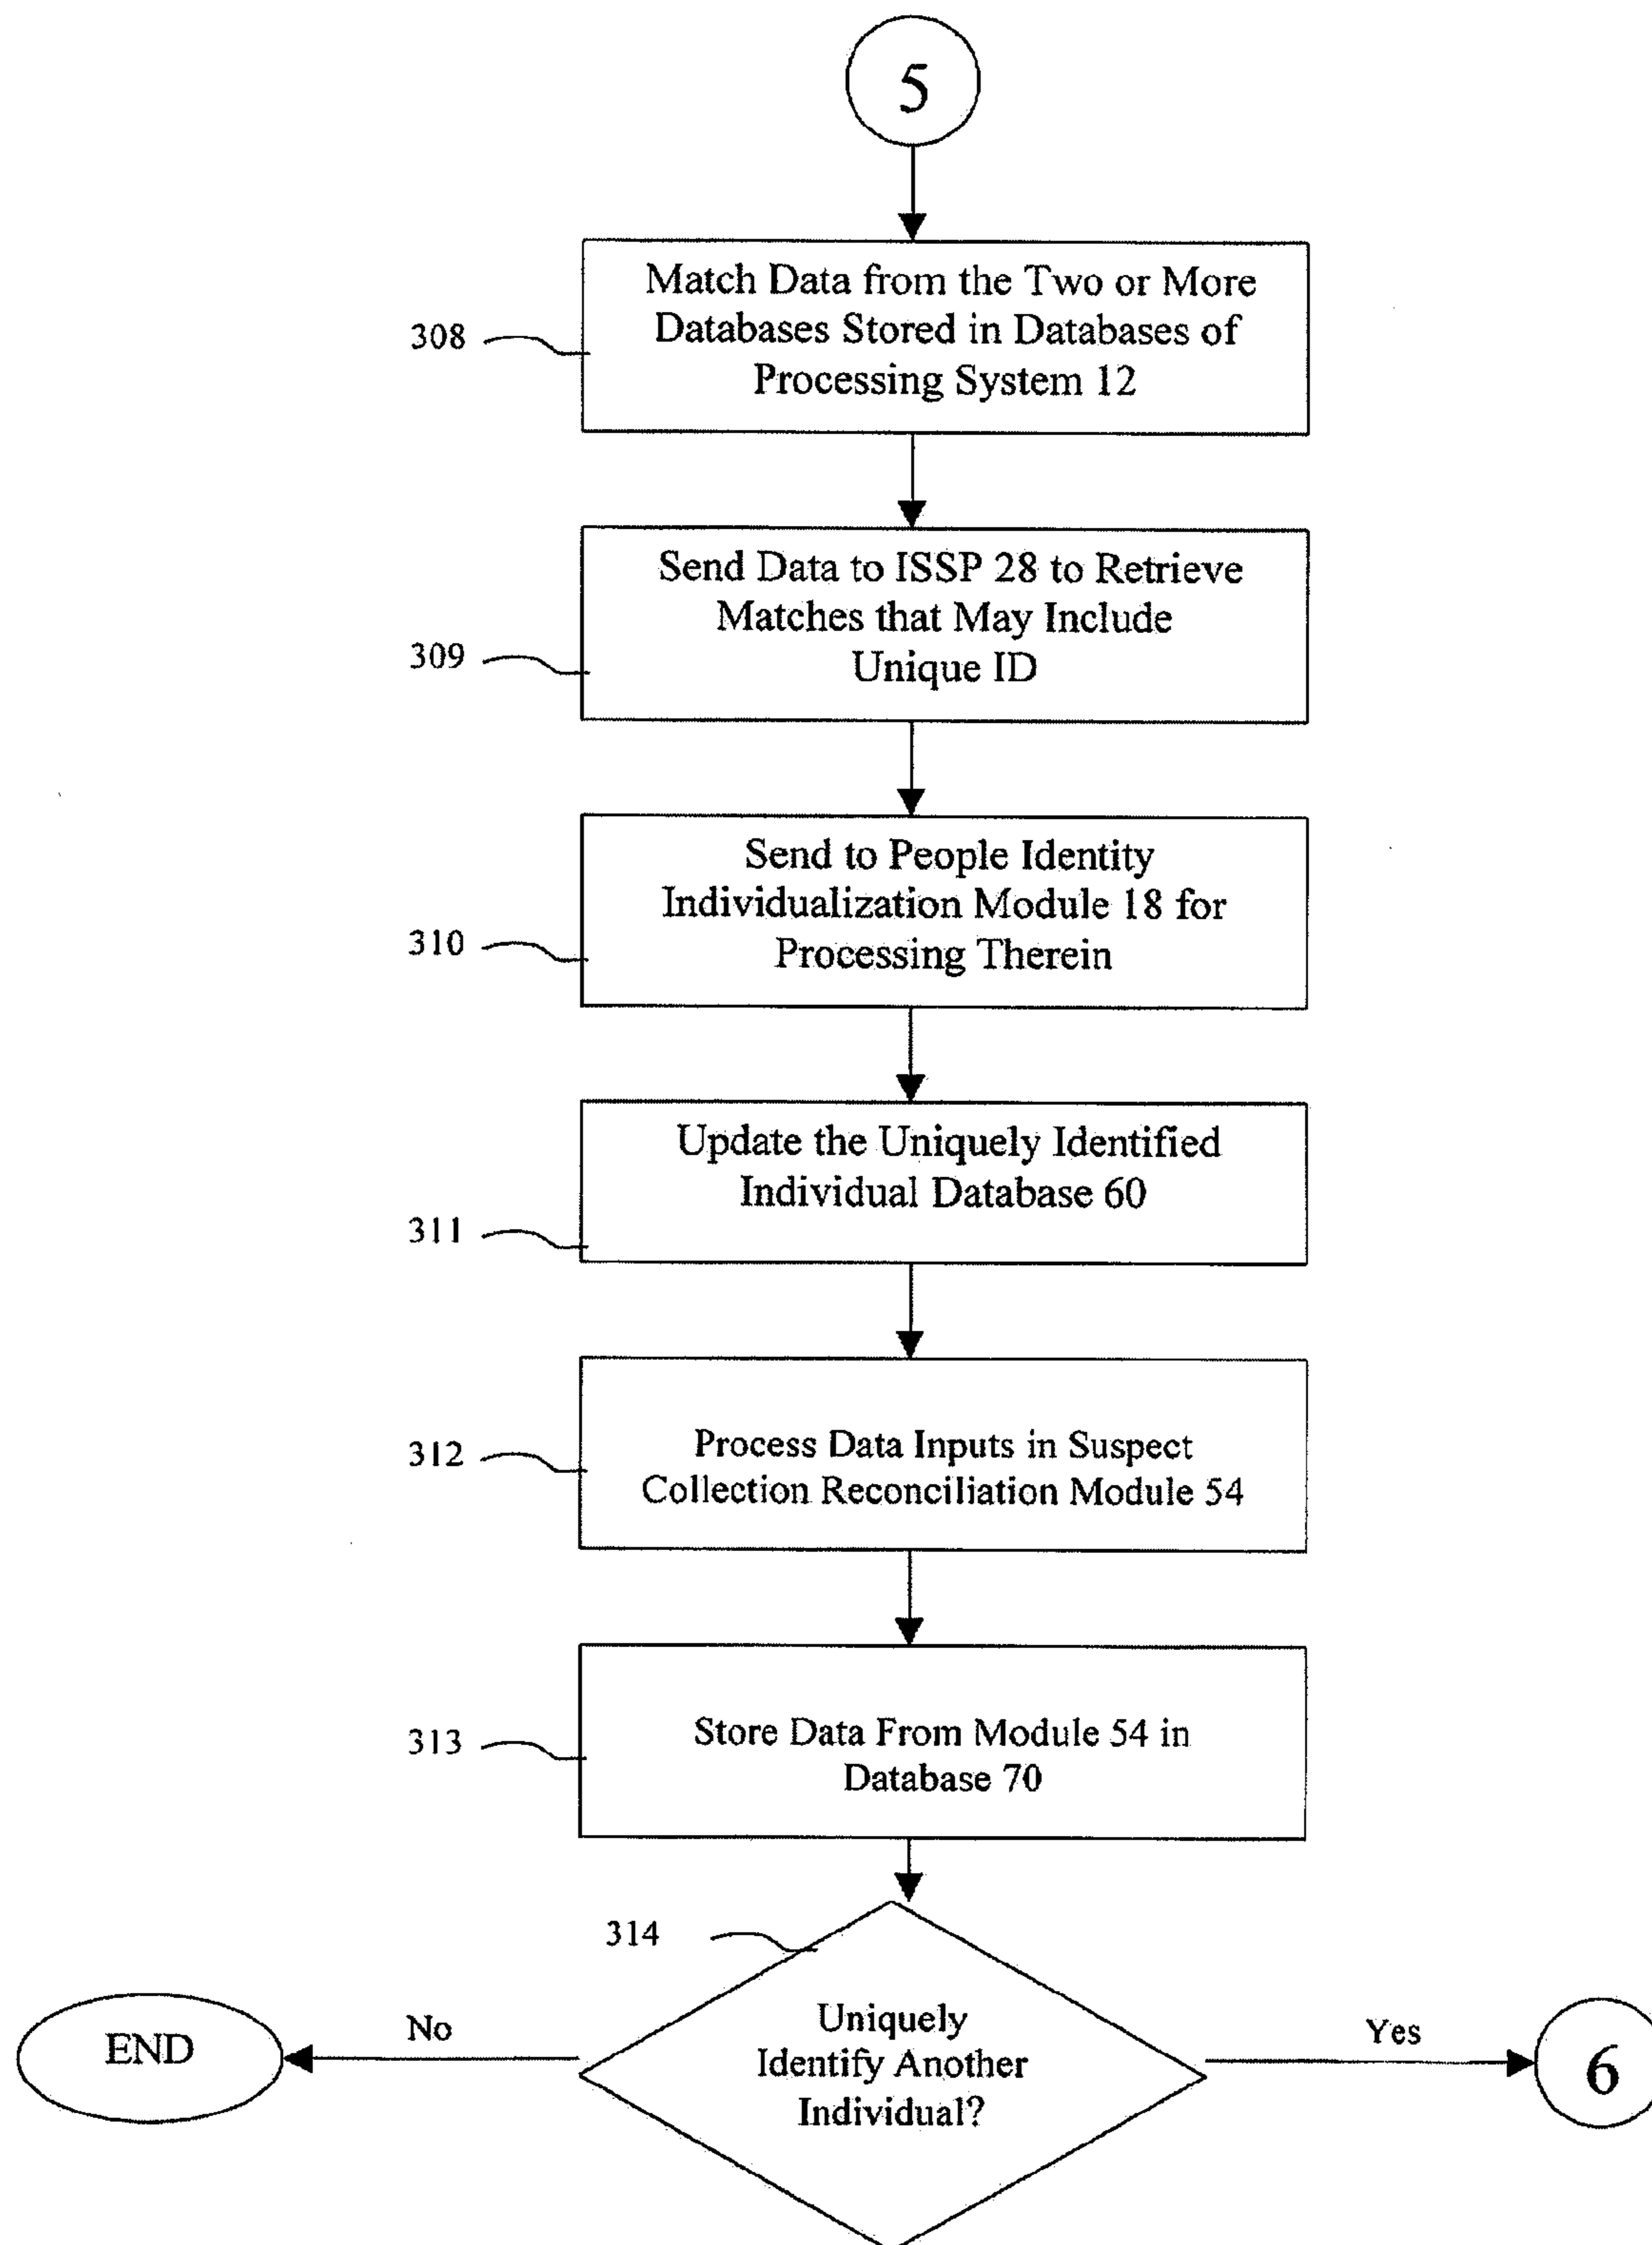 5
Match Data from the Two or More
Databases Stored in Databases of
Processing System 12
308
Send Data to ISSP 28 to Retrieve
Matches that May Include
Unique ID
309
Send to People Identity
Individualization Module 18 for
Processing Therein
310
Update the Uniquely Identified
Individual Database 60
311
Process Data Inputs in Suspect
Collection Reconciliation Module 54
312
Store Data From Module 54 in
Database 70
313
314
Uniquely
Identify Another
Individual?
No
END
Yes
6